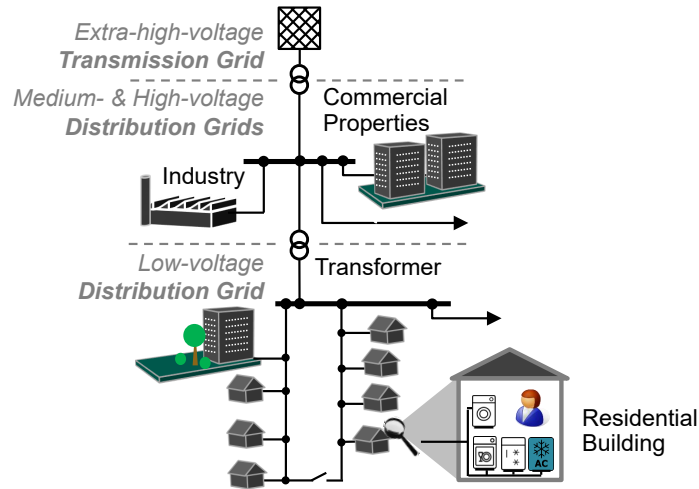 Extra-high-voltage
Transmission Grid
Medium- & High-voltage
Distribution Grids
Commercial
Properties
Industry
Low-voltage
Distribution Grid
Transformer
Residential
Building
AC